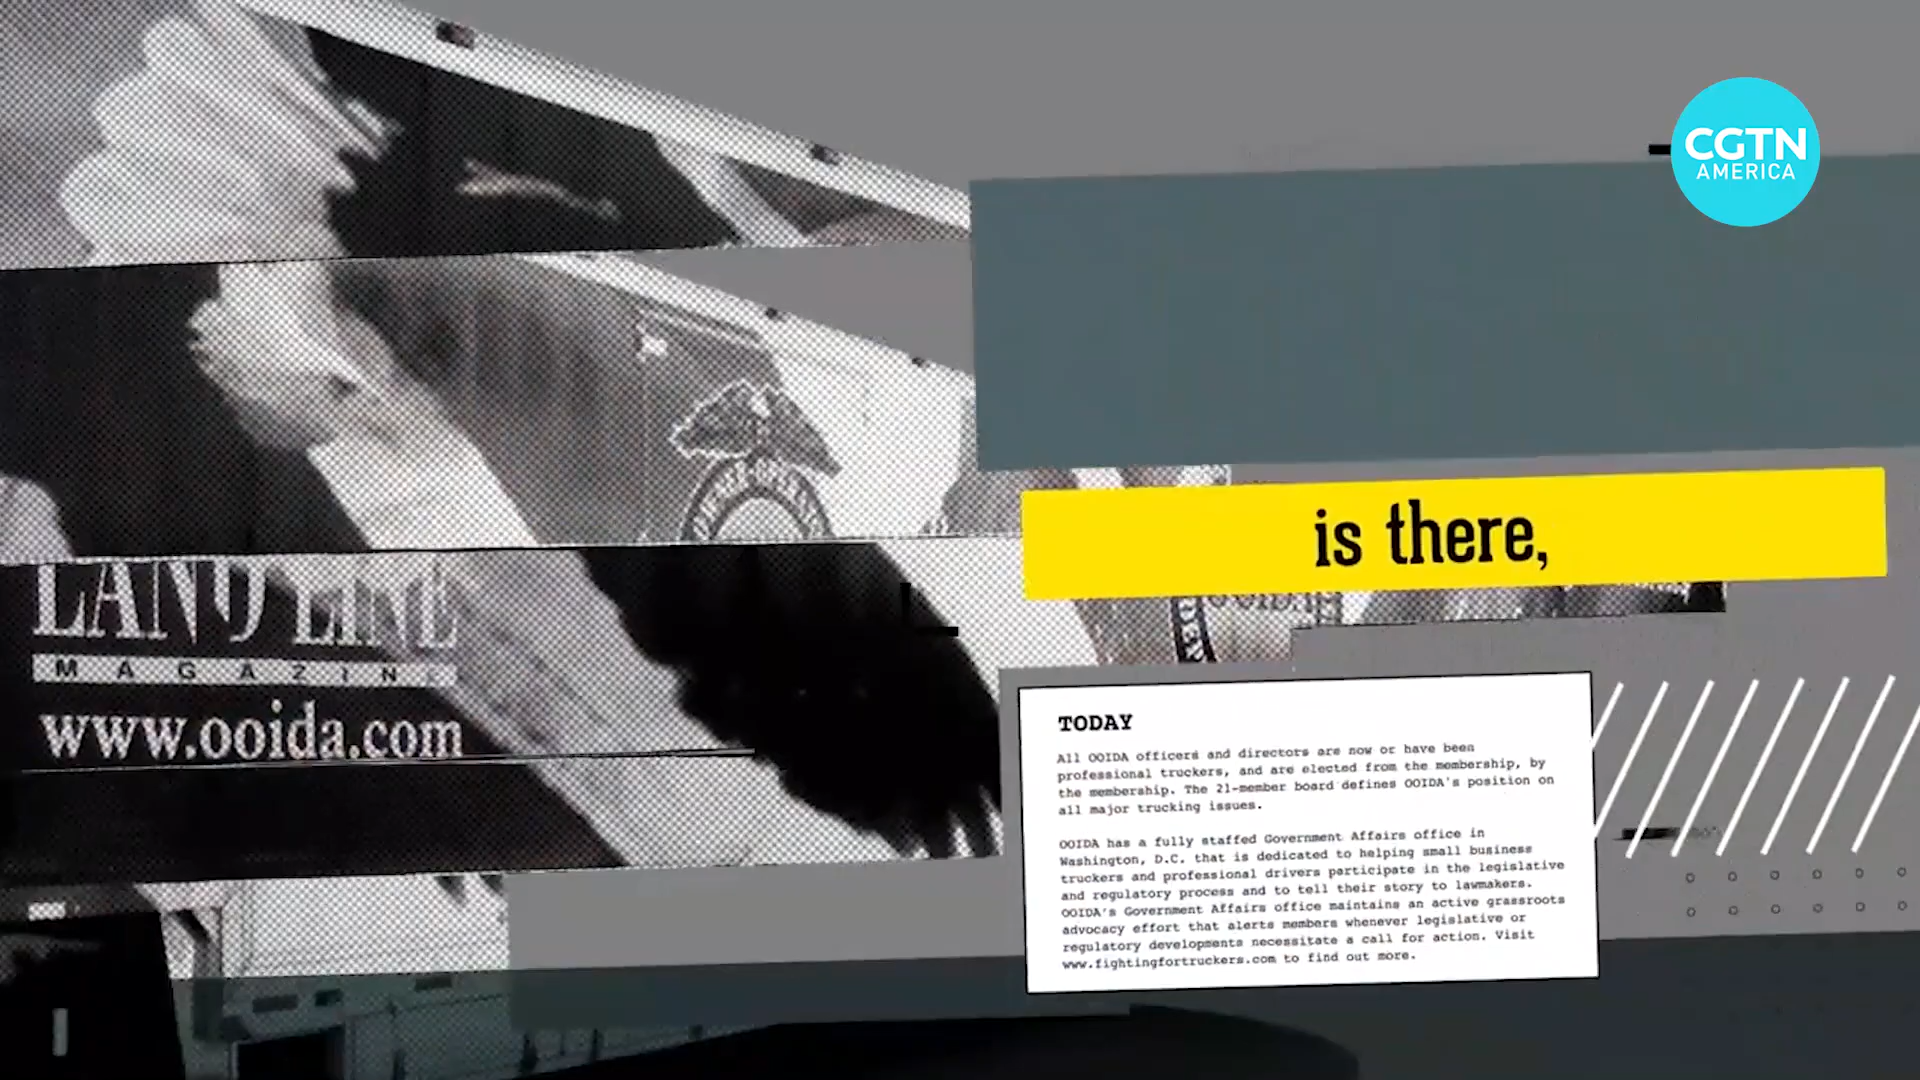 CGTN
AMERICA
is there,
LAND LINE
MAGAZINE
www.ooida.com
TODAY
All OOIDA officers and directors are now or have been
professional truckers, and are elected from the membership, by
the membership. The 21-member board defines OOIDA's position on
all major trucking issues.
OOIDA has a fully staffed Government Affairs office in
Washington, D.C. that is dedicated to helping small business
truckers and professional drivers participate in the legislative
and regulatory process and to tell their story to lawmakers.
OOIDA's Government Affairs office maintains an active grassroots
advocacy effort that alerts members whenever legislative or
regulatory developments necessitate a call for action. Visit
www.fightingfortruckers.com to find out more.